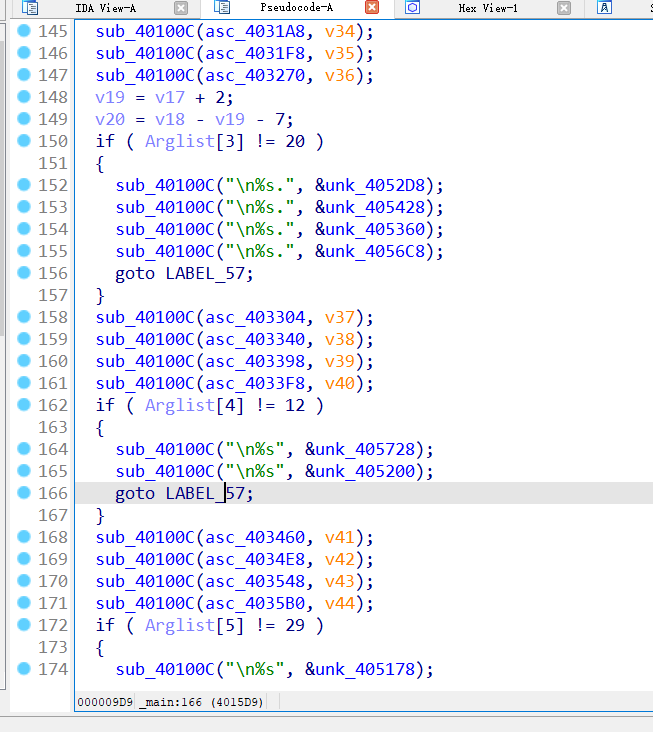 IDA View-A Pseudocode-A Hex View-1 A
145 sub_40100C(asc_4031A8, v34);
146 sub_40100C(asc_4031F8, v35);
147 sub_40100C(asc_403270, v36);
148 v19 = v17 + 2;
149 v20 = v18 - v19 - 7;
150 if ( Arglist[3] != 20 )
151 {
152 sub_40100C("\n%s.", &unk_4052D8);
153 sub_40100C("\n%s.", &unk_405428);
154 sub_40100C("\n%s.", &unk_405360);
155 sub_40100C("\n%s.", &unk_4056C8);
156 goto LABEL_57;
157 }
158 sub_40100C(asc_403304, v37);
159 sub_40100C(asc_403340, v38);
160 sub_40100C(asc_403398, v39);
161 sub_40100C(asc_4033F8, v40);
162 if ( Arglist[4] != 12 )
163 {
164 sub_40100C("\n%s", &unk_405728);
165 sub_40100C("\n%s", &unk_405200);
166 goto LABEL_57;
167 }
168 sub_40100C(asc_403460, v41);
169 sub_40100C(asc_4034E8, v42);
170 sub_40100C(asc_403548, v43);
171 sub_40100C(asc_4035B0, v44);
172 if ( Arglist[5] != 29 )
173 {
174 sub_40100C("\n%s", &unk_405178);
000009D9 _main:166 (4015D9)